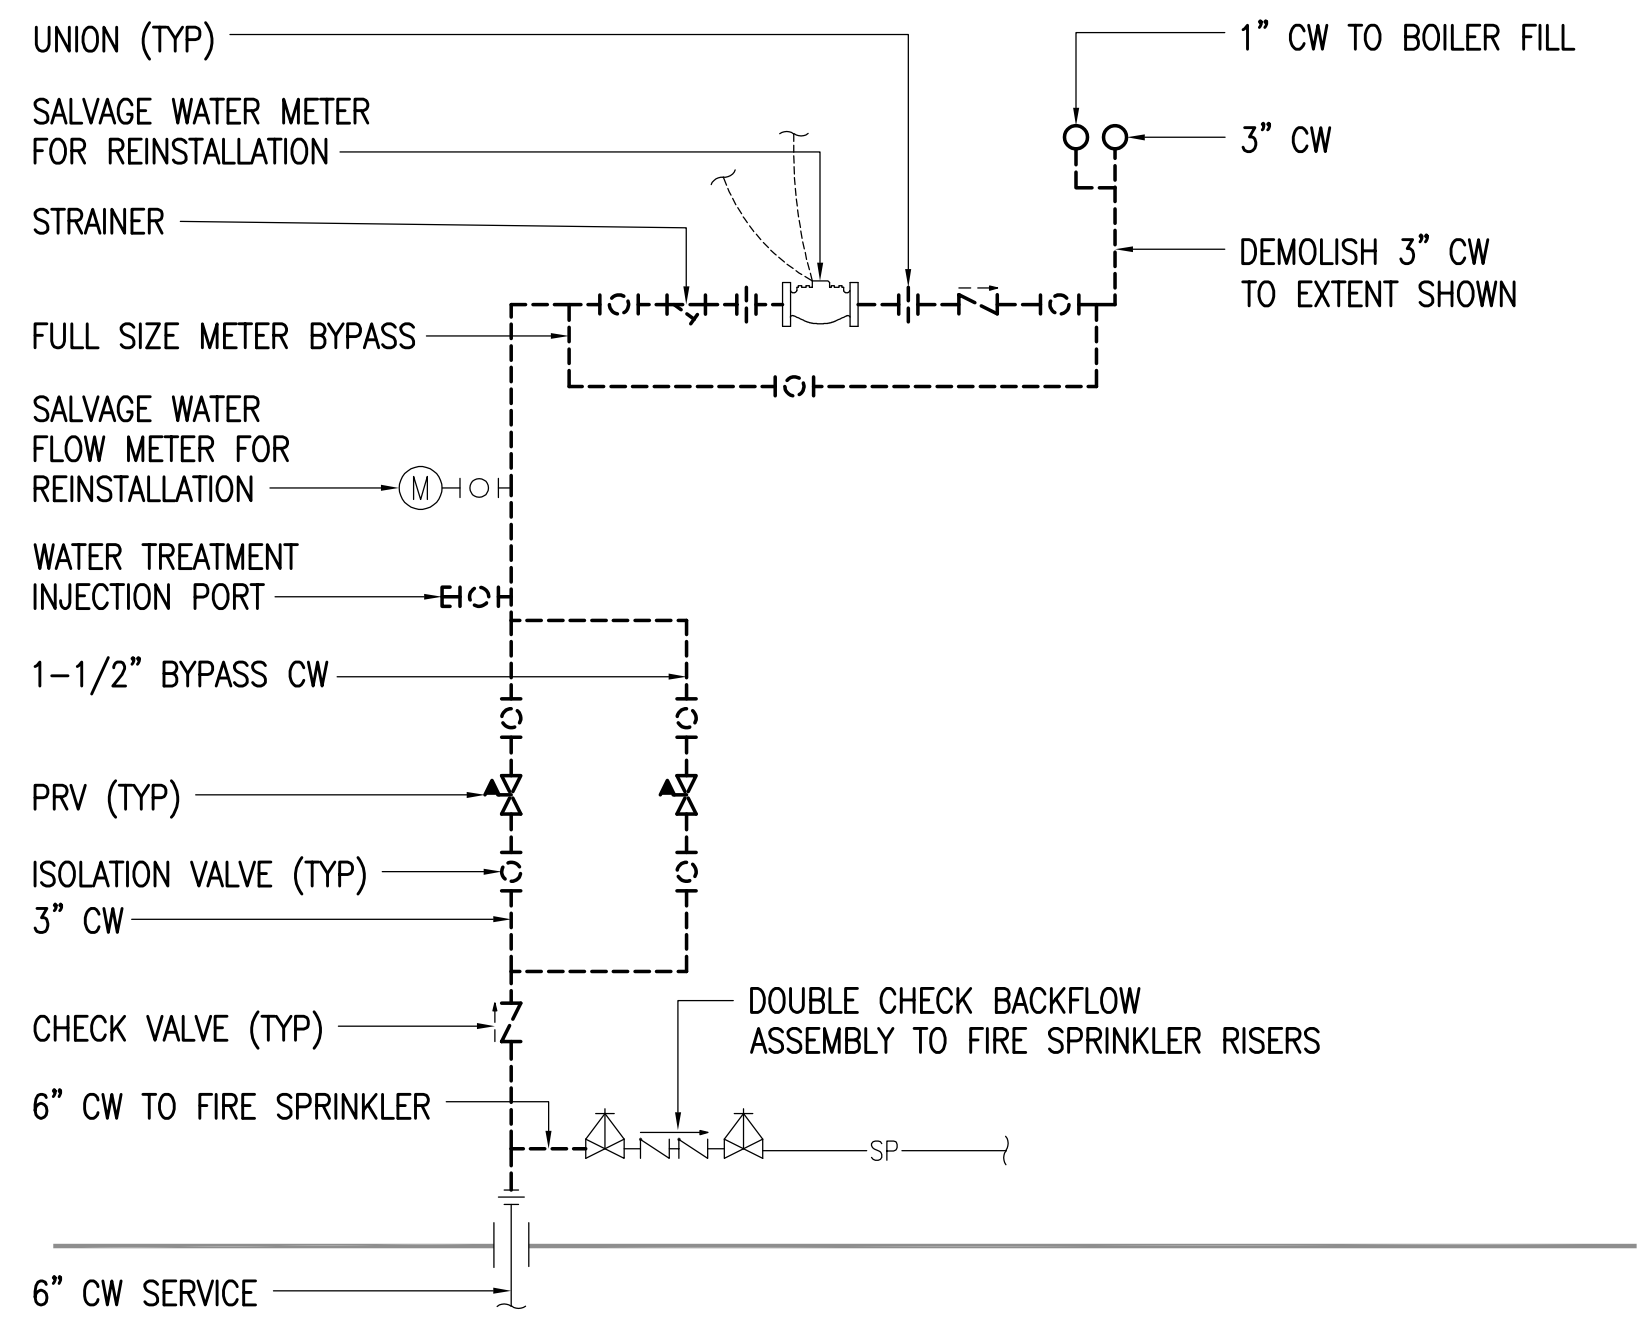 UNION (TYP)
1" CW TO BOILER FILL
SALVAGE WATER METER
FOR REINSTALLATION
3" CW
STRAINER
DEMOLISH 3" CW
TO EXTENT SHOWN
FULL SIZE METER BYPASS
SALVAGE WATER
FLOW METER FOR
REINSTALLATION
M
WATER TREATMENT
INJECTION PORT
1-1/2" BYPASS CW
PRV (TYP)
ISOLATION VALVE (TYP)
3" CW
DOUBLE CHECK BACKFLOW
ASSEMBLY TO FIRE SPRINKLER RISERS
CHECK VALVE (TYP)
6" CW TO FIRE SPRINKLER
SP
6" CW SERVICE